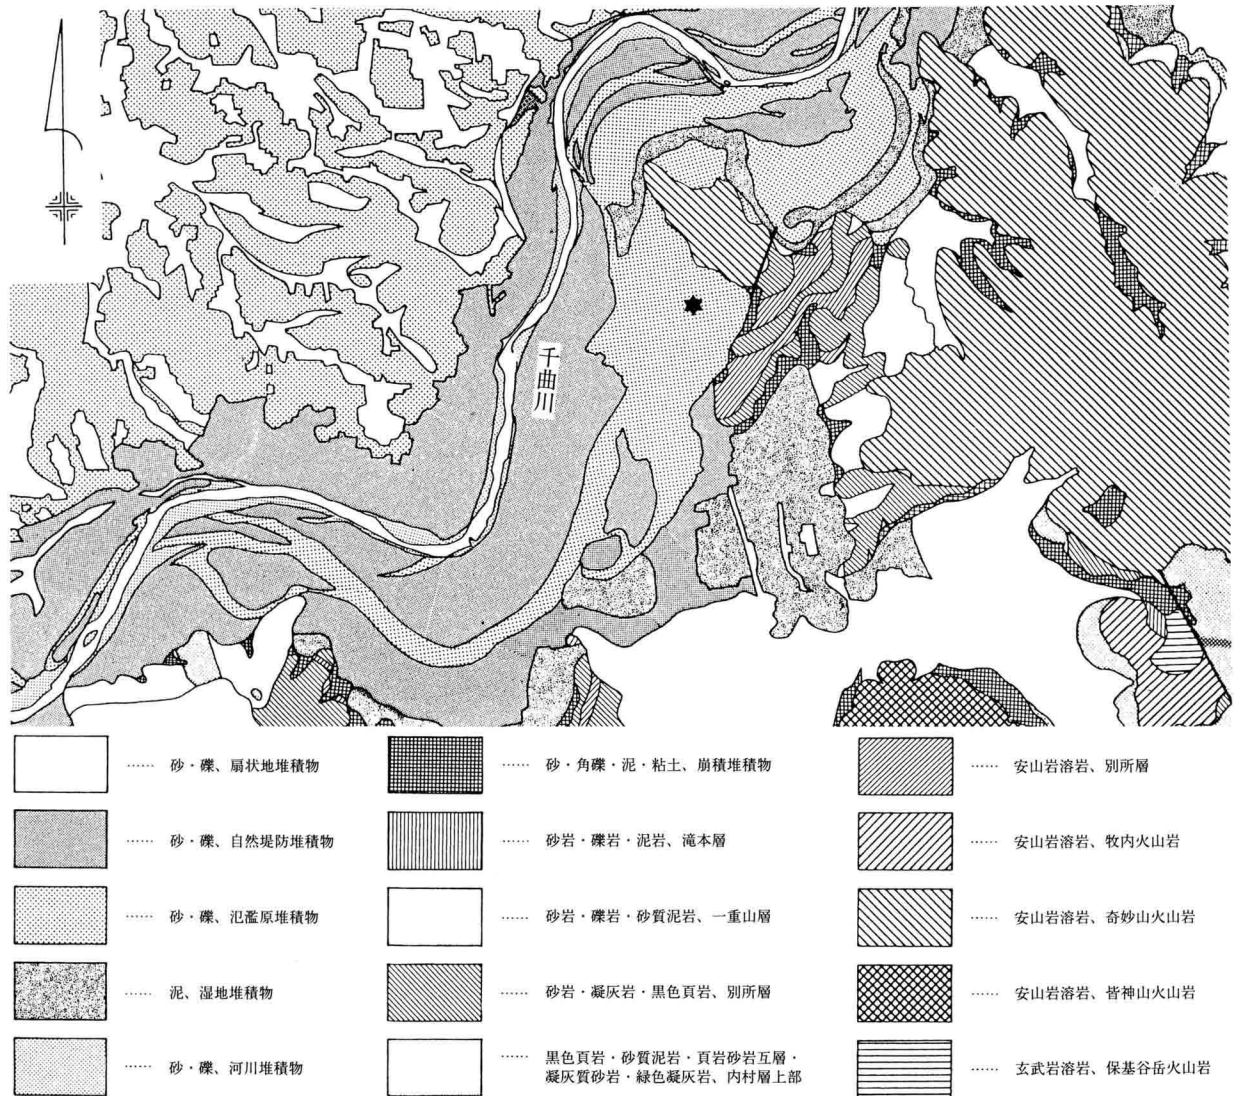 千曲川
…… 砂・礫、扇状地堆積物
…… 砂・礫、自然堤防堆積物
…… 砂・礫、氾濫原堆積物
…… 泥、湿地堆積物
…… 砂・礫、河川堆積物
…… 砂・角礫・泥・粘土、崩積堆積物
…… 砂岩・礫岩・泥岩、滝本層
…… 砂岩・礫岩・砂質泥岩、一重山層
…… 砂岩・凝灰岩・黒色頁岩、別所層
…… 黒色頁岩・砂質泥岩・頁岩砂岩互層・
凝灰質砂岩・緑色凝灰岩、内村層上部
…… 安山岩溶岩、別所層
…… 安山岩溶岩、牧内火山岩
…… 安山岩溶岩、奇妙山火山岩
…… 安山岩溶岩、皆神山火山岩
…… 玄武岩溶岩、保基谷岳火山岩